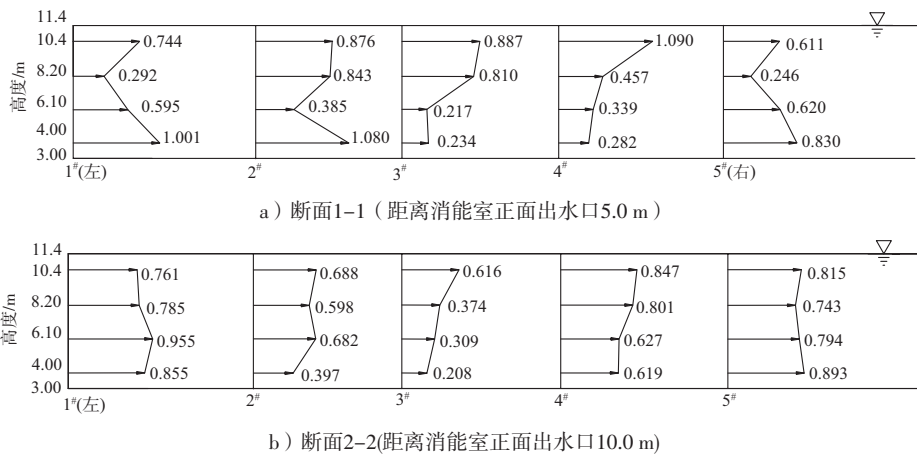 11.4
10.4 0.744 0.876 0.887 1.090 0.611
8.20 0.292 0.843 0.810 0.457 0.246
6.10 0.595 0.385 0.217 0.339 0.620
4.00 1.001 1.080 0.234 0.282 0.830
3.00
高度/m
1#(左) 2# 3# 4# 5#(右)
a）断面1-1（距离消能室正面出水口5.0 m）
11.4
10.4 0.761 0.688 0.616 0.847 0.815
8.20 0.785 0.598 0.374 0.801 0.743
6.10 0.955 0.682 0.309 0.627 0.794
4.00 0.855 0.397 0.208 0.619 0.893
3.00
高度/m
1#(左) 2# 3# 4# 5#
b）断面2-2(距离消能室正面出水口10.0 m)